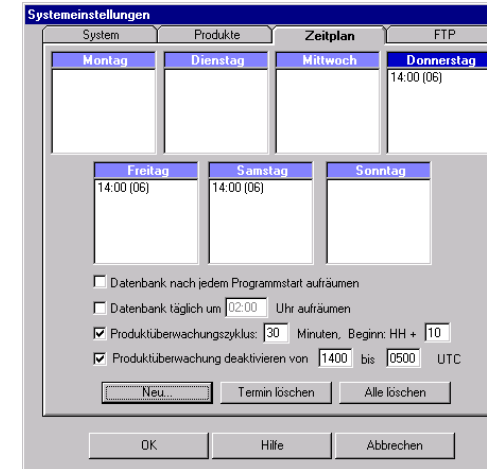 Systemeinstellungen
System Produkte Zeitplan FTP
Montag Dienstag Mittwoch Donnerstag
14:00 (06)
Freitag Samstag Sonntag
14:00 (06) 14:00 (06)
Datenbank nach jedem Programmstart aufräumen
Datenbank täglich um 02:00 Uhr aufräumen
Produktüberwachungszyklus: 30 Minuten, Beginn: HH + 10
Produktüberwachung deaktivieren von 1400 bis 0500 UTC
Neu... Termin löschen Alle löschen
OK Hilfe Abbrechen